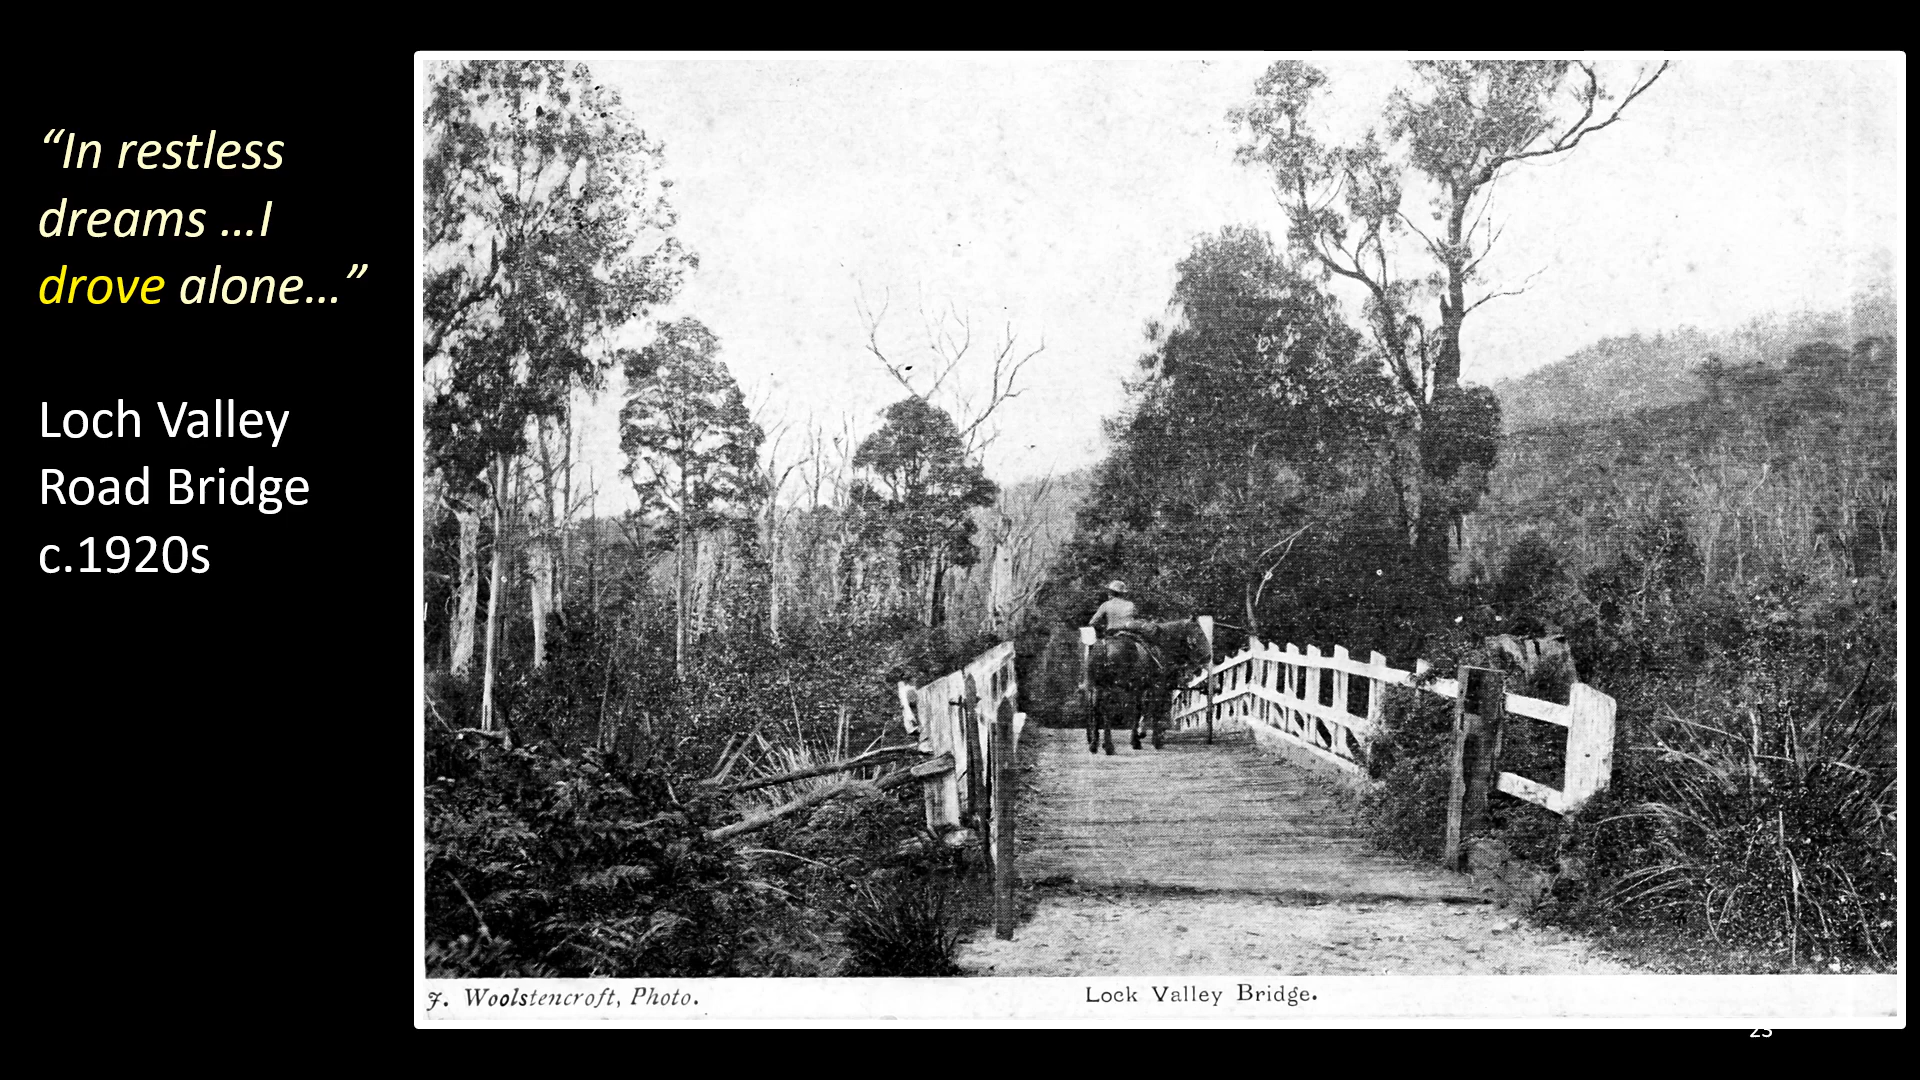 “In restless
dreams …I
drove alone…”
Loch Valley
Road Bridge
c.1920s
J. Woolstencroft, Photo.
Lock Valley Bridge.